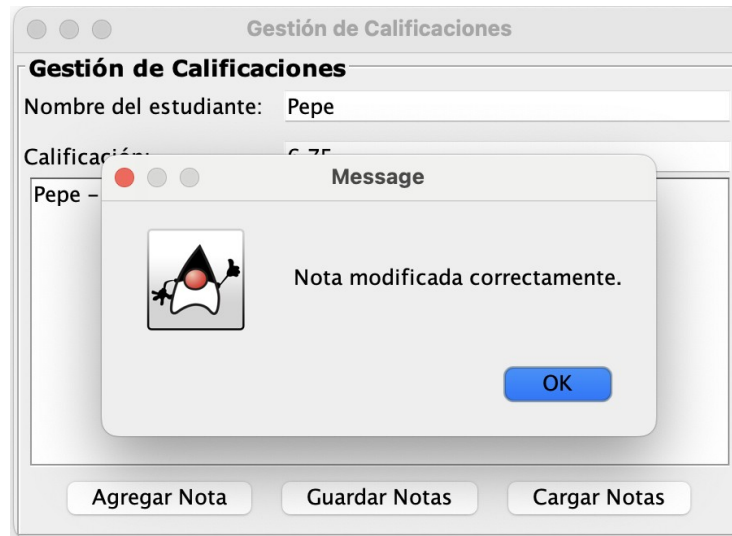 Gestión de Calificaciones
Gestión de Calificaciones
Nombre del estudiante: Pepe
Pepe –
Message
Nota modificada correctamente.
OK
Agregar Nota Guardar Notas Cargar Notas